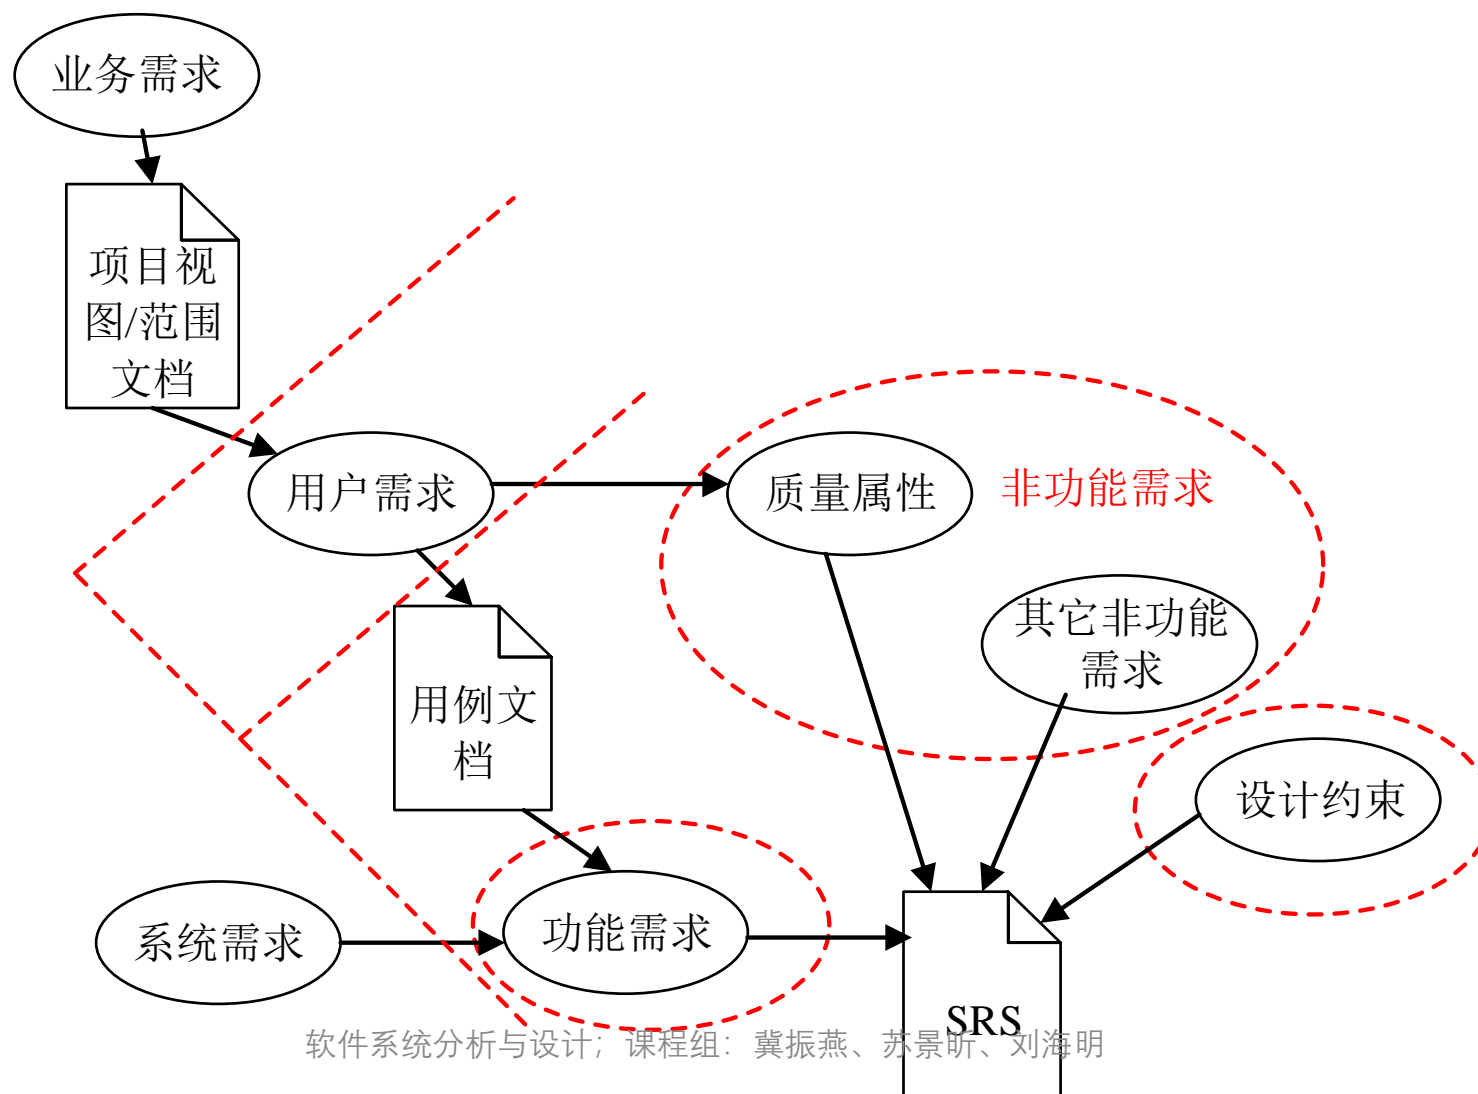 业务需求
项目视
图/范围
文档
用户需求
质量属性
非功能需求
其它非功能
需求
用例文
档
设计约束
系统需求
功能需求
SRS
软件系统分析与设计；课程组：冀振燕、苏景昕、刘海明